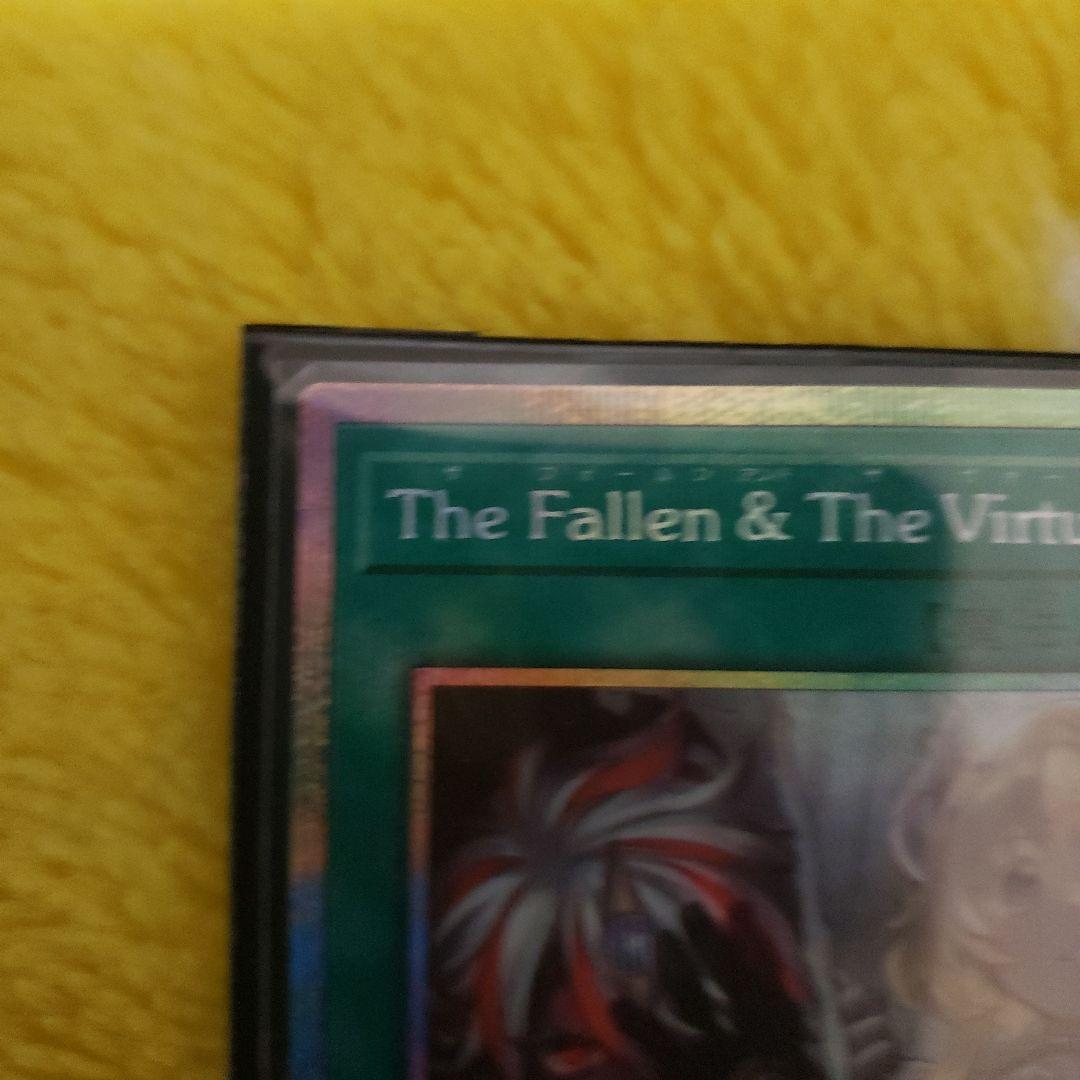 The Fallen & The Virtu